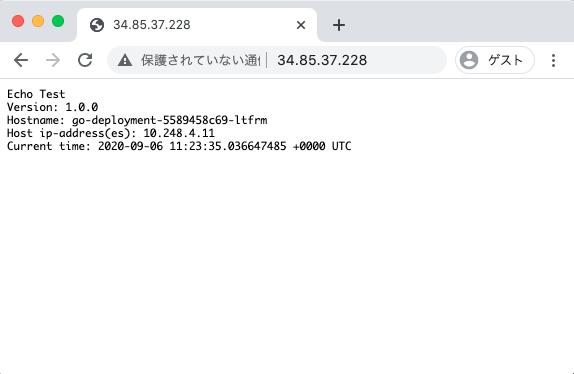 34.85.37.228
保護されていない通信 34.85.37.228
ゲスト
Echo Test
Version: 1.0.0
Hostname: go-deployment-5589458c69-ltfrm
Host ip-address(es): 10.248.4.11
Current time: 2020-09-06 11:23:35.036647485 +0000 UTC